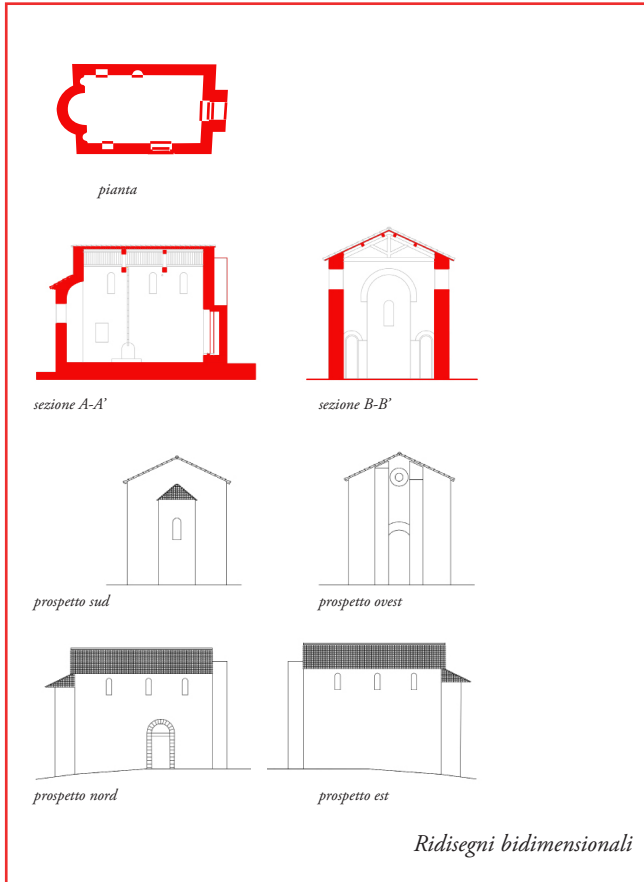 pianta
sezione A-A’
sezione B-B’
prospetto sud
prospetto ovest
prospetto nord
prospetto est
Ridisegni bidimensionali